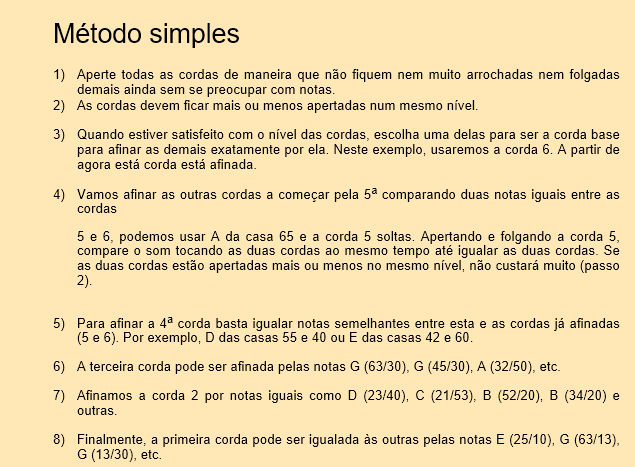 Método simples
1) Aperte todas as cordas de maneira que não fiquem nem muito arrochadas nem folgadas
demais ainda sem se preocupar com notas.
2) As cordas devem ficar mais ou menos apertadas num mesmo nível.
3) Quando estiver satisfeito com o nível das cordas, escolha uma delas para ser a corda base
para afinar as demais exatamente por ela. Neste exemplo, usaremos a corda 6. A partir de
agora está corda está afinada.
4) Vamos afinar as outras cordas a começar pela 5ª comparando duas notas iguais entre as
cordas
5 e 6, podemos usar A da casa 65 e a corda 5 soltas. Apertando e folgando a corda 5,
compare o som tocando as duas cordas ao mesmo tempo até igualar as duas cordas. Se
as duas cordas estão apertadas mais ou menos no mesmo nível, não custará muito (passo
2).
5) Para afinar a 4ª corda basta igualar notas semelhantes entre esta e as cordas já afinadas
(5 e 6). Por exemplo, D das casas 55 e 40 ou E das casas 42 e 60.
6) A terceira corda pode ser afinada pelas notas G (63/30), G (45/30), A (32/50), etc.
7) Afinamos a corda 2 por notas iguais como D (23/40), C (21/53), B (52/20), B (34/20) e
outras.
8) Finalmente, a primeira corda pode ser igualada às outras pelas notas E (25/10), G (63/13),
G (13/30), etc.